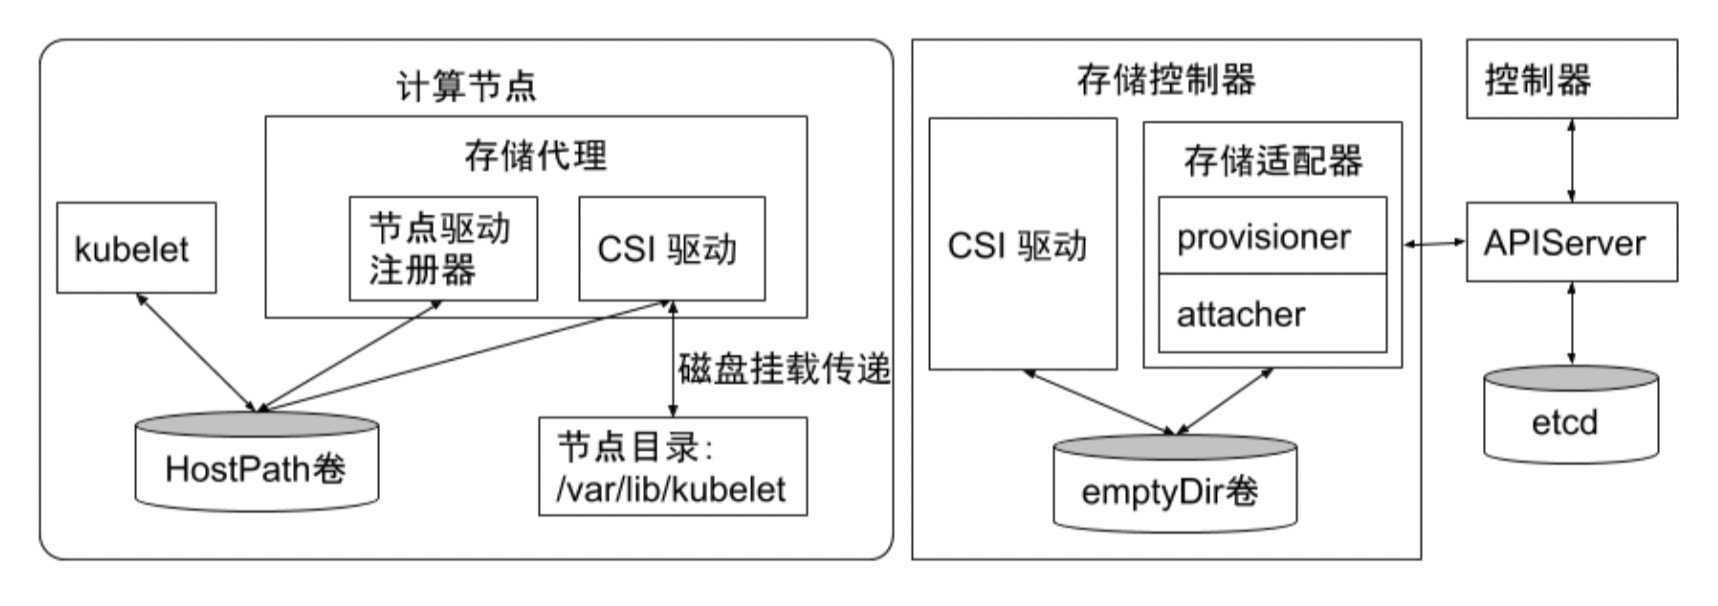 计算节点
存储代理
kubelet
节点驱动
注册器
CSI 驱动
磁盘挂载传递
HostPath卷
节点目录：
/var/lib/kubelet
存储控制器
CSI 驱动
存储适配器
provisioner
attacher
emptyDir卷
控制器
APIServer
etcd